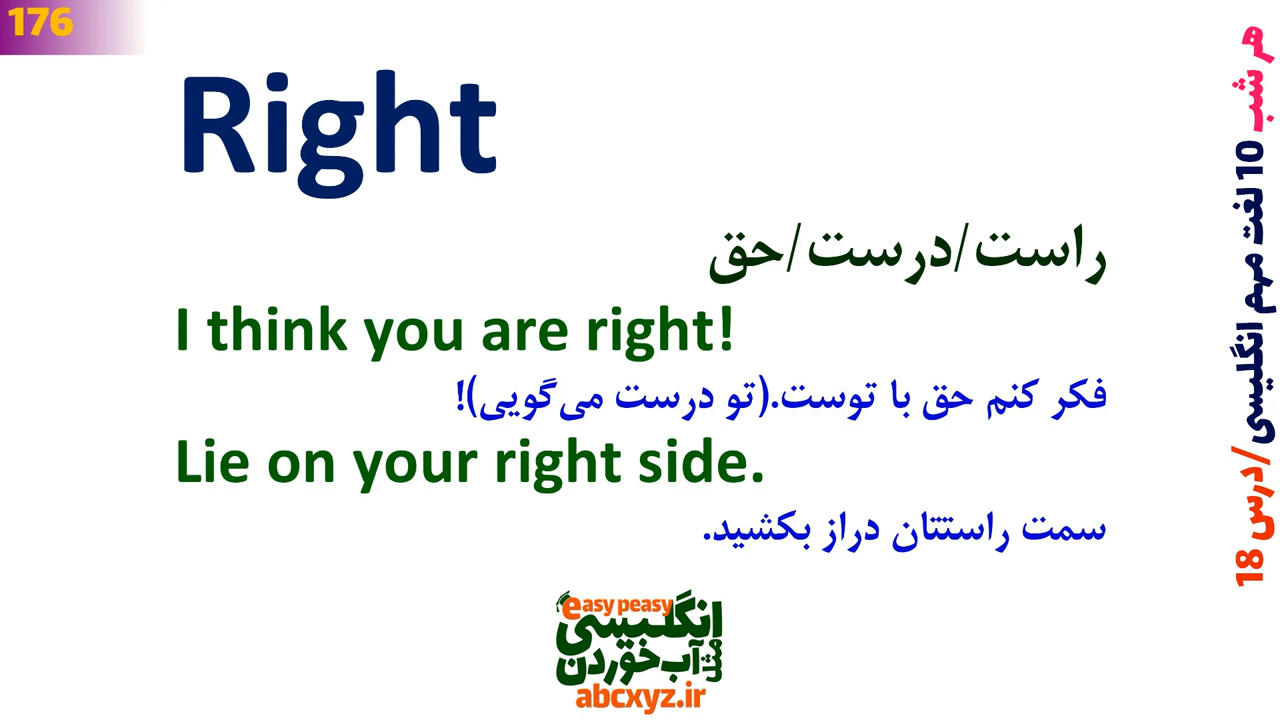 176
Right
راست/درست/حق
I think you are right!
فکر کنم حق با توست.(تو درست می‌گویی)!
Lie on your right side.
سمت راستتان دراز بکشید.
هر شب 10 لغت مهم انگلیسی/درس 18
easy peasy
انگلیسی
مثل آب خوردن
abcxyz.ir